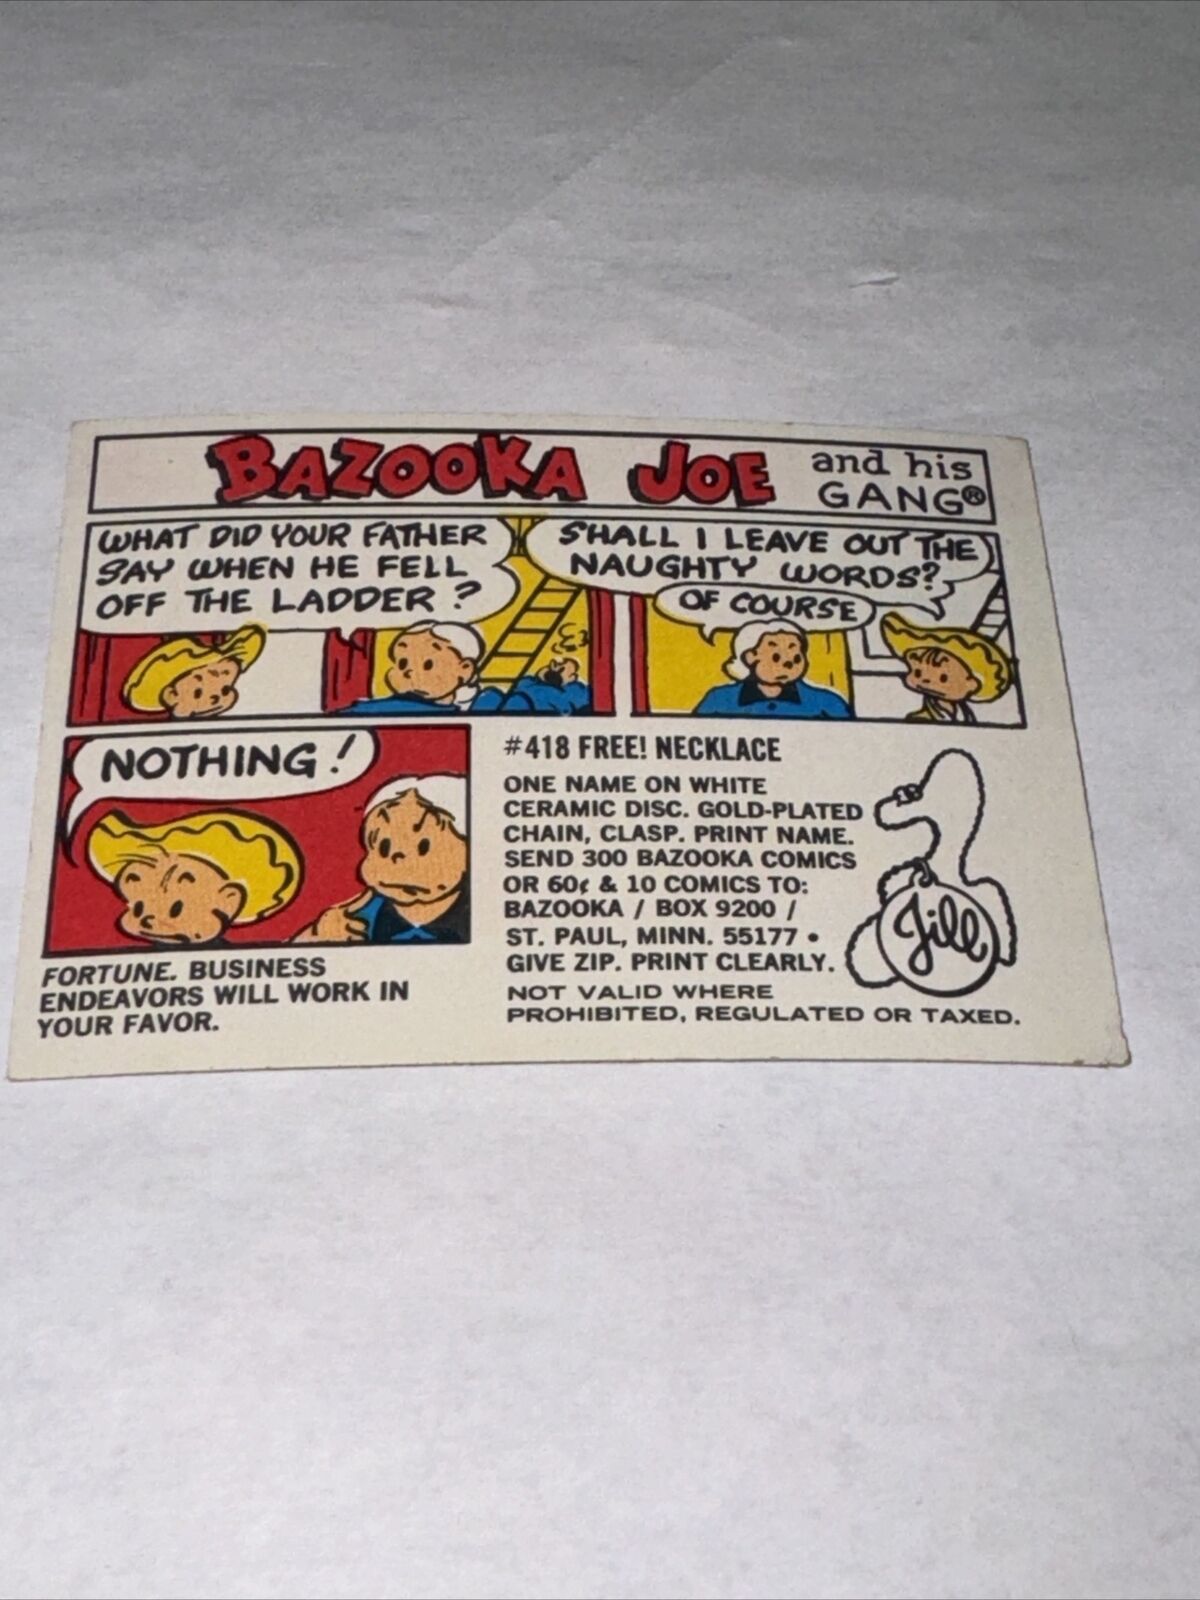 BAZOOKA JOE and his
GANG®
WHAT DID YOUR FATHER
SAY WHEN HE FELL
OFF THE LADDER?
SHALL I LEAVE OUT THE
NAUGHTY WORDS?
OF COURSE
NOTHING!
FORTUNE. BUSINESS
ENDEAVORS WILL WORK IN
YOUR FAVOR.
#418 FREE! NECKLACE
ONE NAME ON WHITE
CERAMIC DISC. GOLD-PLATED
CHAIN, CLASP. PRINT NAME.
SEND 300 BAZOOKA COMICS
OR 60¢ & 10 COMICS TO:
BAZOOKA / BOX 9200 /
ST. PAUL, MINN. 55177 •
GIVE ZIP. PRINT CLEARLY.
NOT VALID WHERE
PROHIBITED, REGULATED OR TAXED.
Jill